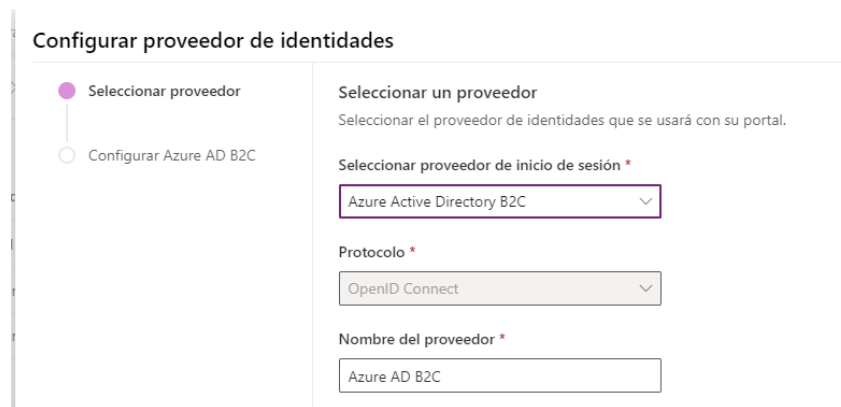 Configurar proveedor de identidades
Seleccionar proveedor
Configurar Azure AD B2C
Seleccionar un proveedor
Seleccionar el proveedor de identidades que se usará con su portal.
Seleccionar proveedor de inicio de sesión *
Azure Active Directory B2C
Protocolo *
OpenID Connect
Nombre del proveedor *
Azure AD B2C